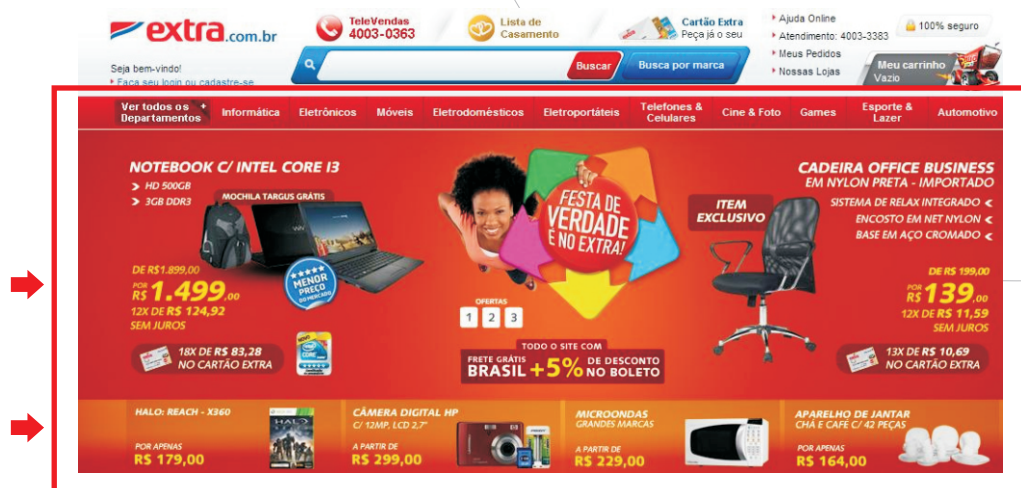 extra.com.br
TeleVendas
4003-0363
Lista de
Casamento
Cartão Extra
Peça já o seu
Ajuda Online
Atendimento: 4003-3383
Meus Pedidos
Nossas Lojas
100% seguro
Seja bem-vindo!
Faça seu login ou cadastre-se
Buscar
Busca por marca
Meu carrinho
Vazio
Ver todos os +
Departamentos
Informática
Eletrônicos
Móveis
Eletrodomésticos
Eletroportáteis
Telefones &
Celulares
Cine & Foto
Games
Esporte &
Lazer
Automotivo
NOTEBOOK C/ INTEL CORE I3
HD 500GB
3GB DDR3
MOCHILA TARGUS GRÁTIS
MENOR
PREÇO
DO MERCADO
DE R$1.899,00
POR
R$ 1.499,00
12X DE R$ 124,92
SEM JUROS
18X DE R$ 83,28
NO CARTÃO EXTRA
NOVO
FESTA DE
VERDADE
É NO EXTRA!
OFERTAS
1 2 3
TODO O SITE COM
FRETE GRÁTIS
BRASIL +5% DE DESCONTO
NO BOLETO
CADEIRA OFFICE BUSINESS
EM NYLON PRETA - IMPORTADO
SISTEMA DE RELAX INTEGRADO
ENCOSTO EM NET NYLON
BASE EM AÇO CROMADO
ITEM
EXCLUSIVO
DE R$ 199,00
POR
R$ 139,00
12X DE R$ 11,59
SEM JUROS
13X DE R$ 10,69
NO CARTÃO EXTRA
HALO: REACH - X360
POR APENAS
R$ 179,00
HALO
CÂMERA DIGITAL HP
C/ 12MP, LCD 2,7"
A PARTIR DE
R$ 299,00
MICROONDAS
GRANDES MARCAS
A PARTIR DE
R$ 229,00
APARELHO DE JANTAR
CHÁ E CAFÉ C/ 42 PEÇAS
POR APENAS
R$ 164,00